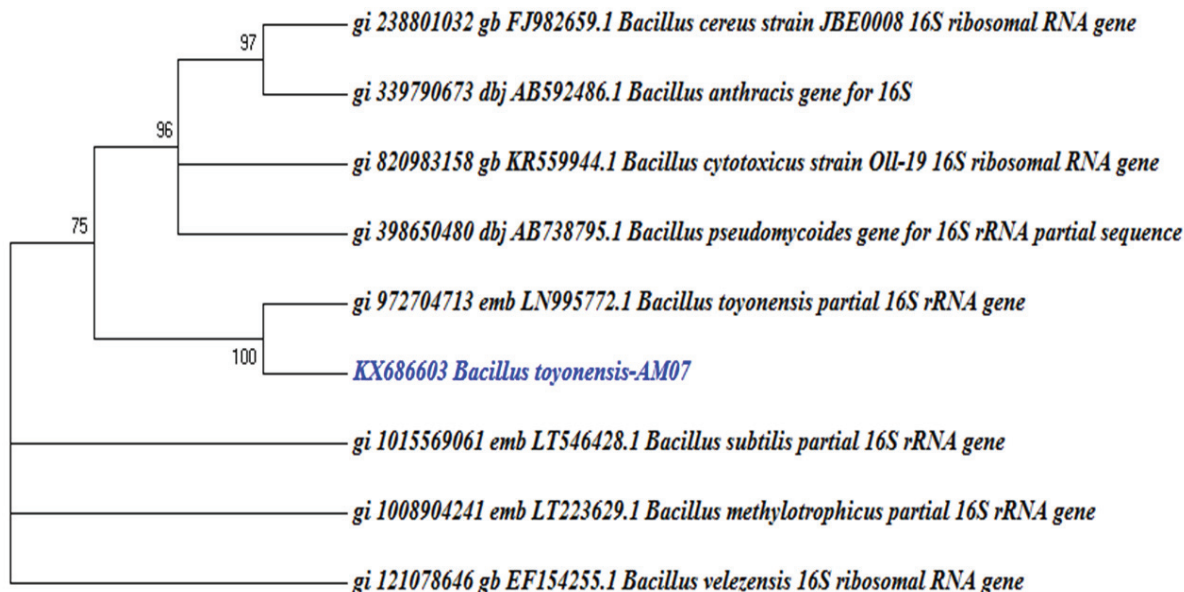 gi 238801032 gb FJ982659.1 Bacillus cereus strain JBE0008 16S ribosomal RNA gene
97
gi 339790673 dbj AB592486.1 Bacillus anthracis gene for 16S
96
gi 820983158 gb KR559944.1 Bacillus cytotoxicus strain Oll-19 16S ribosomal RNA gene
75
gi 398650480 dbj AB738795.1 Bacillus pseudomycoides gene for 16S rRNA partial sequence
gi 972704713 emb LN995772.1 Bacillus toyonensis partial 16S rRNA gene
100
KX686603 Bacillus toyonensis-AM07
gi 1015569061 emb LT546428.1 Bacillus subtilis partial 16S rRNA gene
gi 1008904241 emb LT223629.1 Bacillus methylotrophicus partial 16S rRNA gene
gi 121078646 gb EF154255.1 Bacillus velezensis 16S ribosomal RNA gene